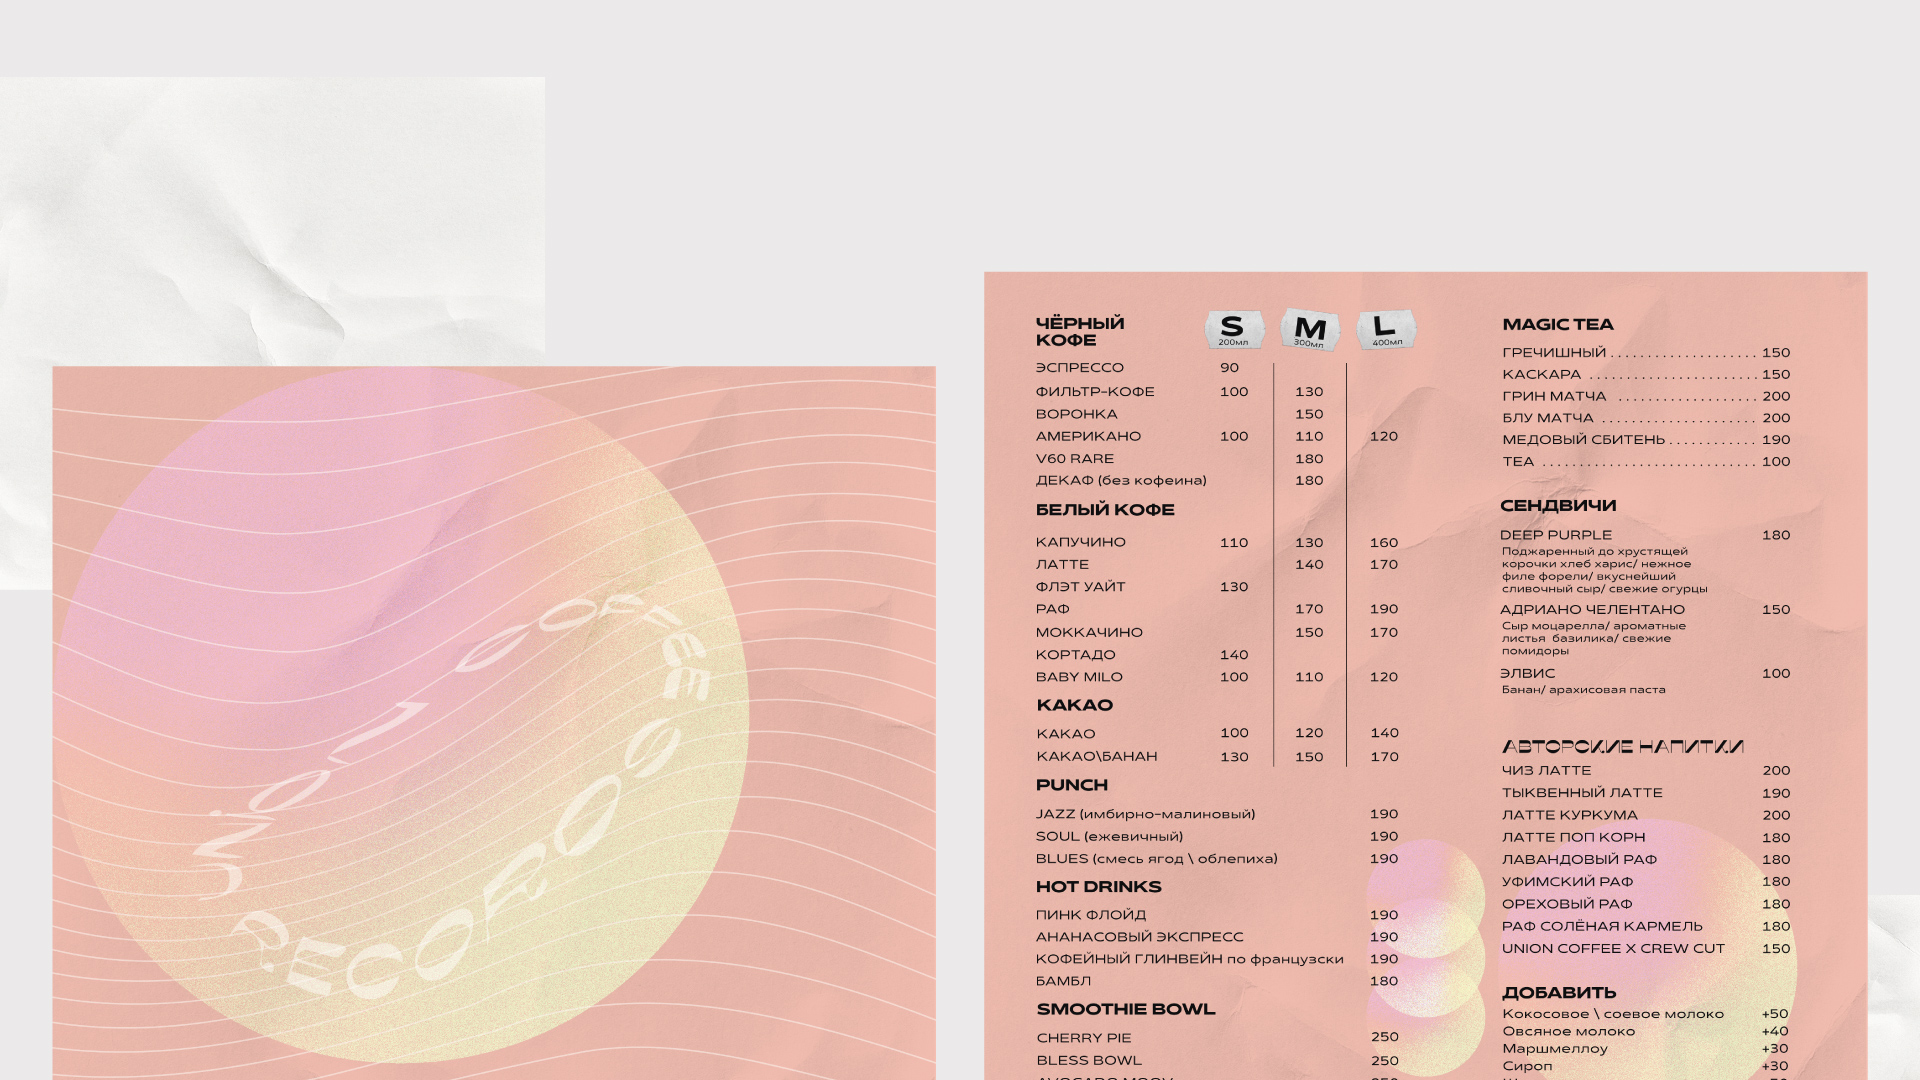 UNION COFFEE
RECORDS
ЧЁРНЫЙ
КОФЕ
S M L
200мл 300мл 400мл
ЭСПРЕССО 90
ФИЛЬТР-КОФЕ 100 130
ВОРОНКА 150
АМЕРИКАНО 100 110 120
V60 RARE 180
ДЕКАФ (без кофеина) 180
БЕЛЫЙ КОФЕ
КАПУЧИНО 110 130 160
ЛАТТЕ 140 170
ФЛЭТ УАЙТ 130
РАФ 170 190
МОККАЧИНО 150 170
КОРТАДО 140
BABY MILO 100 110 120
КАКАО
КАКАО 100 120 140
КАКАО\БАНАН 130 150 170
PUNCH
JAZZ (имбирно-малиновый) 190
SOUL (ежевичный) 190
BLUES (смесь ягод \ облепиха) 190
HOT DRINKS
ПИНК ФЛОЙД 190
АНАНАСОВЫЙ ЭКСПРЕСС 190
КОФЕЙНЫЙ ГЛИНВЕЙН по французски 190
БАМБЛ 180
SMOOTHIE BOWL
CHERRY PIE 250
BLESS BOWL 250
MAGIC TEA
ГРЕЧИШНЫЙ .................... 150
КАСКАРА ....................... 150
ГРИН МАТЧА ................... 200
БЛУ МАТЧА ..................... 200
МЕДОВЫЙ СБИТЕНЬ ............ 190
TEA ............................. 100
СЕНДВИЧИ
DEEP PURPLE 180
Поджаренный до хрустящей
корочки хлеб харис/ нежное
филе форели/ вкуснейший
сливочный сыр/ свежие огурцы
АДРИАНО ЧЕЛЕНТАНО 150
Сыр моцарелла/ ароматные
листья базилика/ свежие
помидоры
ЭЛВИС 100
Банан/ арахисовая паста
АВТОРСКИЕ НАПИТКИ
ЧИЗ ЛАТТЕ 200
ТЫКВЕННЫЙ ЛАТТЕ 190
ЛАТТЕ КУРКУМА 200
ЛАТТЕ ПОП КОРН 180
ЛАВАНДОВЫЙ РАФ 180
УФИМСКИЙ РАФ 180
ОРЕХОВЫЙ РАФ 180
РАФ СОЛЁНАЯ КАРМЕЛЬ 180
UNION COFFEE X CREW CUT 150
ДОБАВИТЬ
Кокосовое \ соевое молоко +50
Овсяное молоко +40
Маршмеллоу +30
Сироп +30